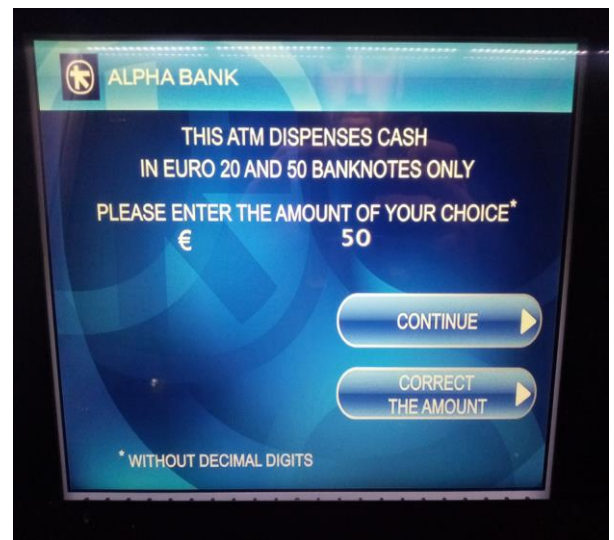 ALPHA BANK
THIS ATM DISPENSES CASH
IN EURO 20 AND 50 BANKNOTES ONLY
PLEASE ENTER THE AMOUNT OF YOUR CHOICE*
€ 50
CONTINUE
CORRECT
THE AMOUNT
* WITHOUT DECIMAL DIGITS